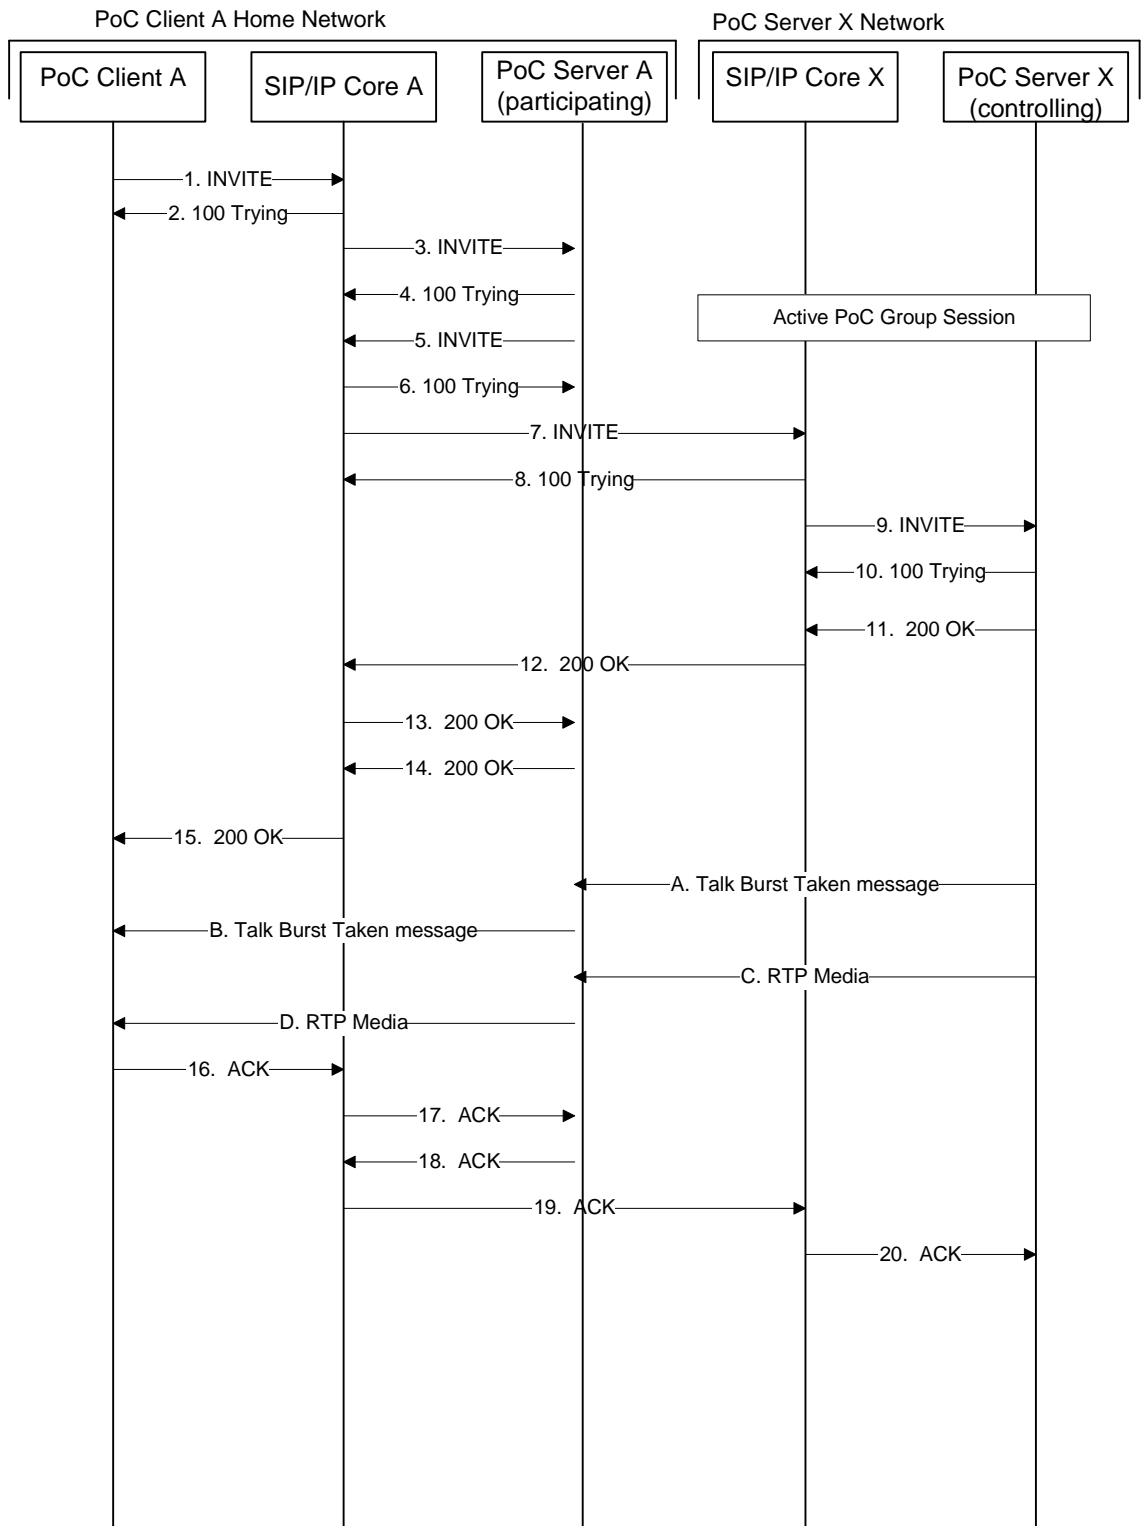 PoC Client A Home Network
PoC Server X Network
PoC Client A
SIP/IP Core A
PoC Server A
(participating)
SIP/IP Core X
PoC Server X
(controlling)
1. INVITE
2. 100 Trying
3. INVITE
4. 100 Trying
Active PoC Group Session
5. INVITE
6. 100 Trying
7. INVITE
8. 100 Trying
9. INVITE
10. 100 Trying
11.  200 OK
12.  200 OK
13.  200 OK
14.  200 OK
15.  200 OK
A. Talk Burst Taken message
B. Talk Burst Taken message
C. RTP Media
D. RTP Media
16.  ACK
17.  ACK
18.  ACK
19.  ACK
20.  ACK